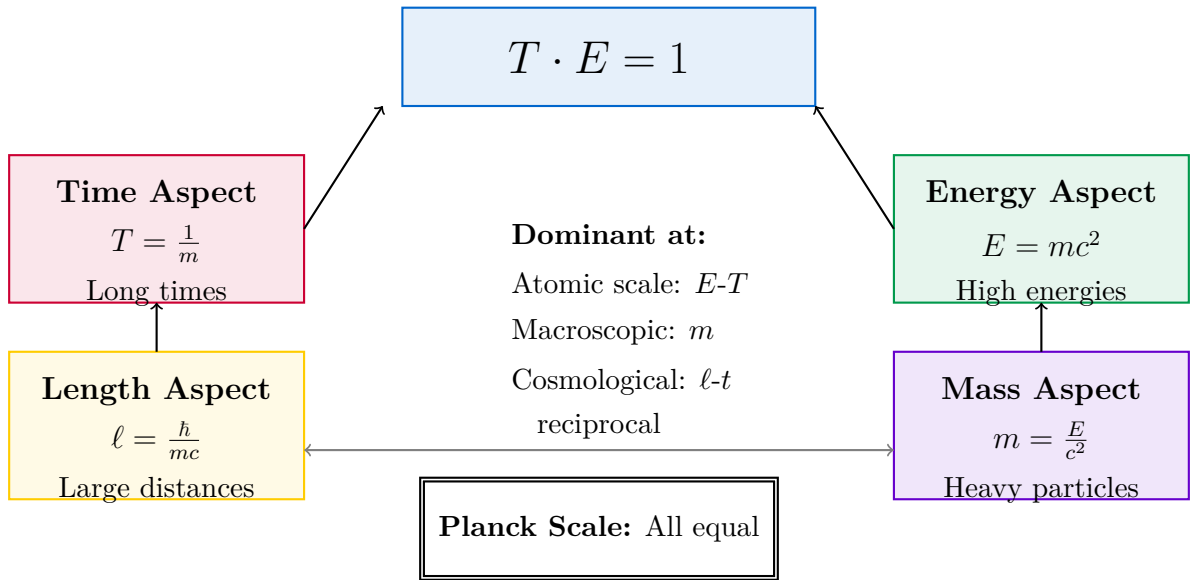 T · E = 1
Time Aspect
T = 1/m
Long times
Energy Aspect
E = mc²
High energies
Dominant at:
Atomic scale: E-T
Macroscopic: m
Cosmological: ℓ-t
reciprocal
Length Aspect
ℓ = ħ/mc
Large distances
Mass Aspect
m = E/c²
Heavy particles
Planck Scale: All equal